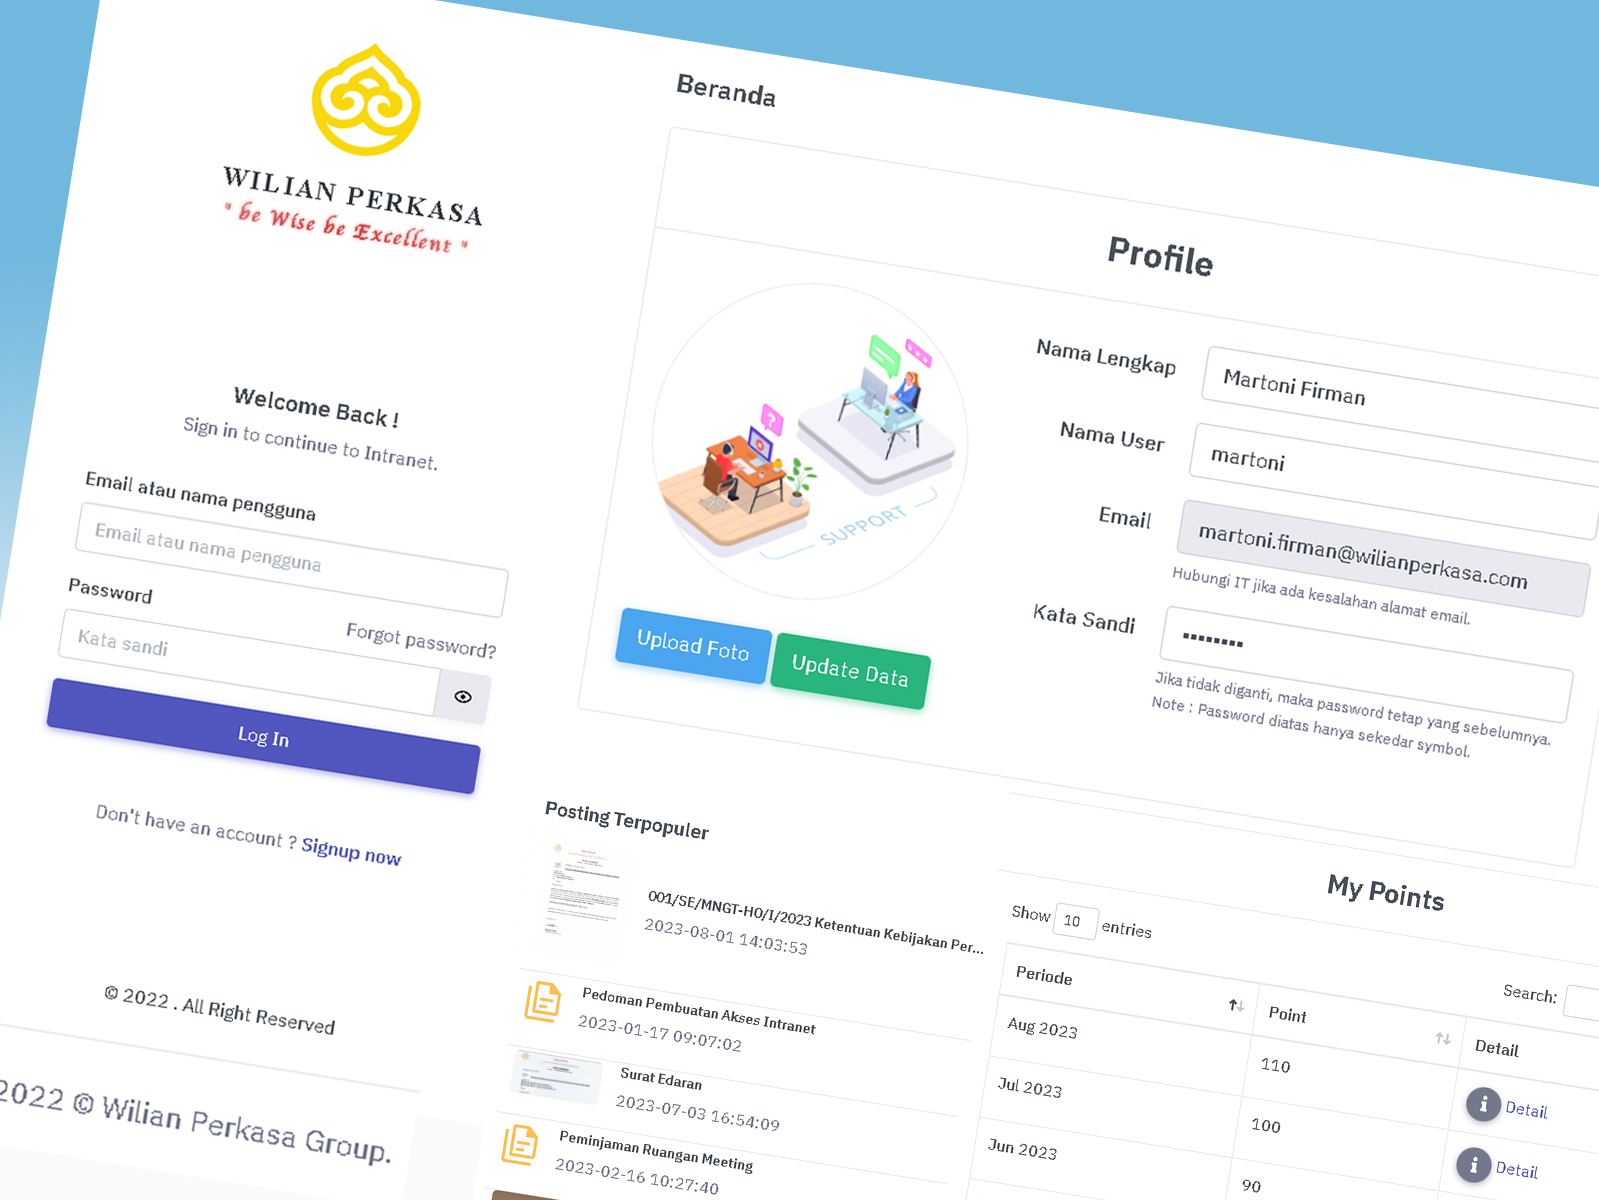 WILIAN PERKASA
" be Wise be Excellent "
Welcome Back !
Sign in to continue to Intranet.
Email atau nama pengguna
Email atau nama pengguna
Password
Forgot password?
Kata sandi
Log In
Don't have an account ? Signup now
© 2022 . All Right Reserved
2022 © Wilian Perkasa Group.
Beranda
Profile
SUPPORT
Upload Foto
Update Data
Nama Lengkap
Martoni Firman
Nama User
martoni
Email
martoni.firman@wilianperkasa.com
Hubungi IT jika ada kesalahan alamat email.
Kata Sandi
••••••••
Jika tidak diganti, maka password tetap yang sebelumnya.
Note : Password diatas hanya sekedar symbol.
Posting Terpopuler
001/SE/MNGT-HO/I/2023 Ketentuan Kebijakan Per...
2023-08-01 14:03:53
Pedoman Pembuatan Akses Intranet
2023-01-17 09:07:02
Surat Edaran
2023-07-03 16:54:09
Peminjaman Ruangan Meeting
2023-02-16 10:27:40
My Points
Show 10 entries
Search:
Periode Point Detail
Aug 2023 110 Detail
Jul 2023 100 Detail
Jun 2023 90